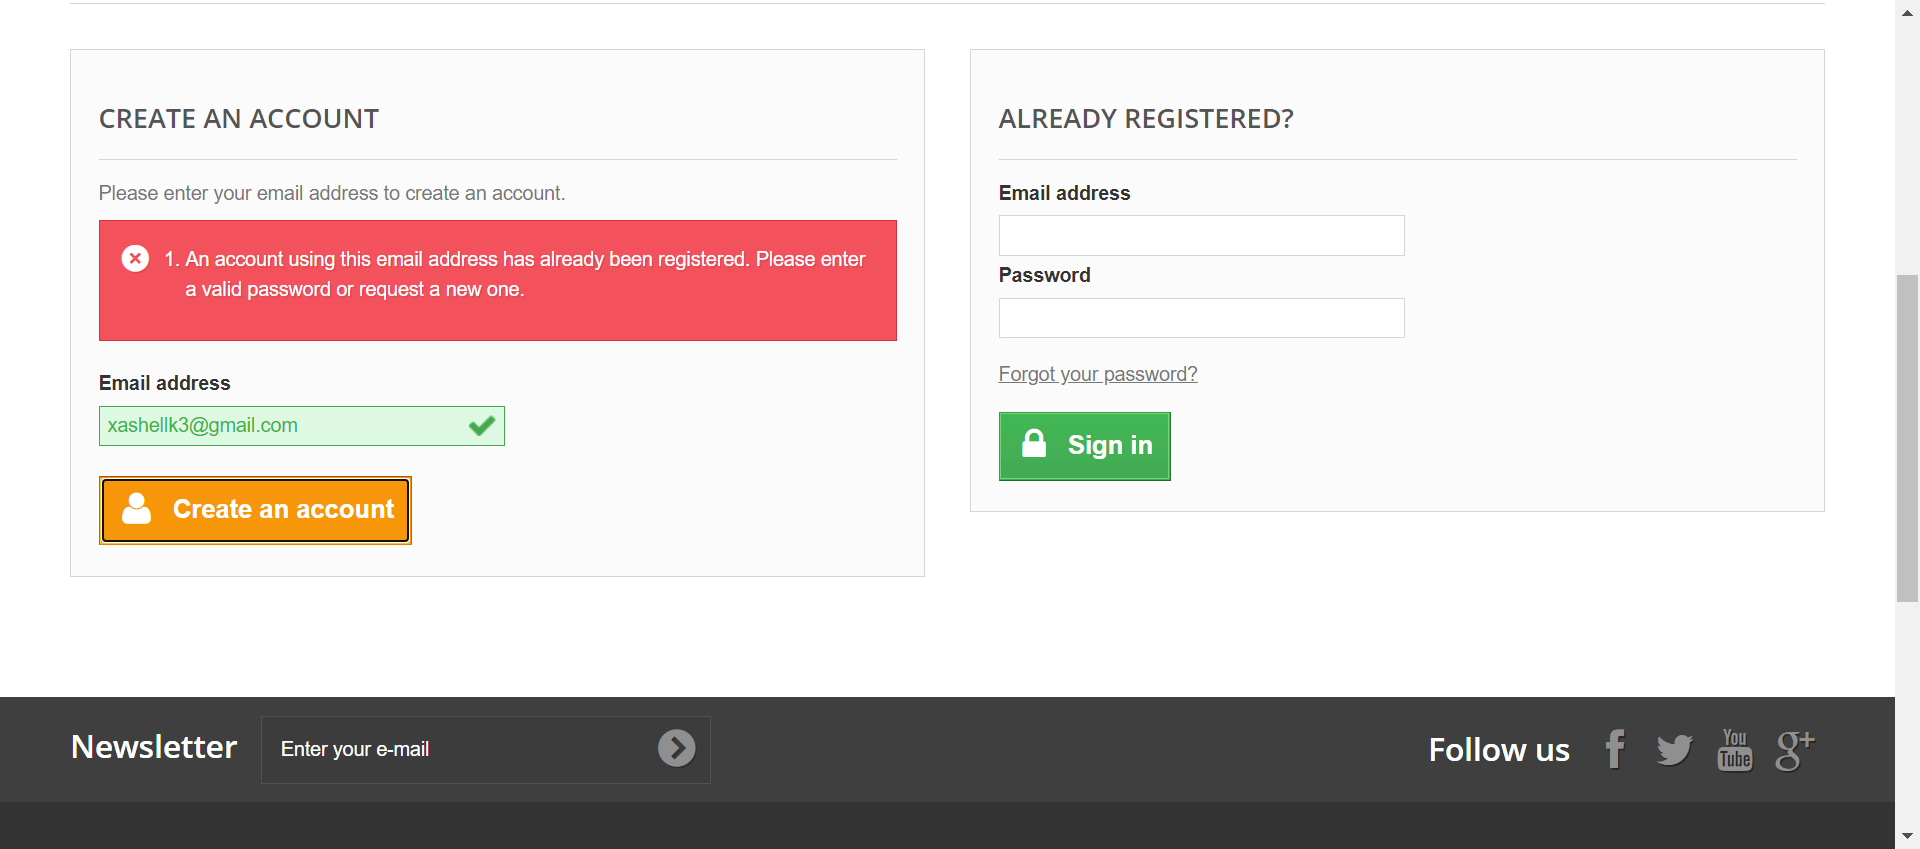 CREATE AN ACCOUNT
Please enter your email address to create an account.
1. An account using this email address has already been registered. Please enter
a valid password or request a new one.
Email address
xashellk3@gmail.com
Create an account
ALREADY REGISTERED?
Email address
Password
Forgot your password?
Sign in
Newsletter
Enter your e-mail
Follow us
f
You
Tube
g+